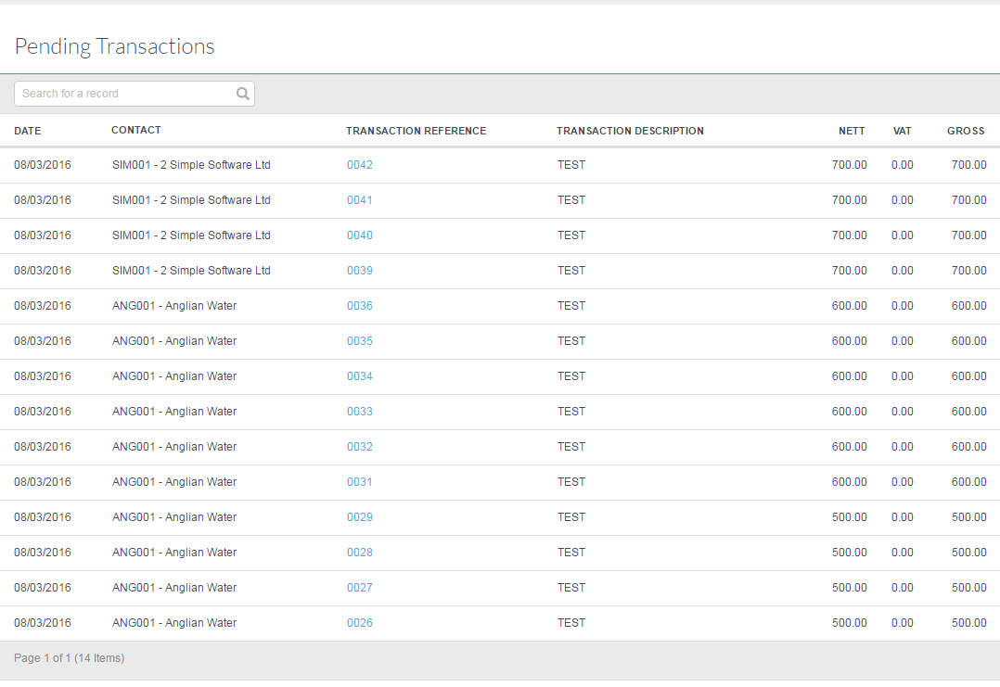 Pending Transactions
Search for a record
DATE CONTACT TRANSACTION REFERENCE TRANSACTION DESCRIPTION NETT VAT GROSS
08/03/2016 SIM001 - 2 Simple Software Ltd 0042 TEST 700.00 0.00 700.00
08/03/2016 SIM001 - 2 Simple Software Ltd 0041 TEST 700.00 0.00 700.00
08/03/2016 SIM001 - 2 Simple Software Ltd 0040 TEST 700.00 0.00 700.00
08/03/2016 SIM001 - 2 Simple Software Ltd 0039 TEST 700.00 0.00 700.00
08/03/2016 ANG001 - Anglian Water 0036 TEST 600.00 0.00 600.00
08/03/2016 ANG001 - Anglian Water 0035 TEST 600.00 0.00 600.00
08/03/2016 ANG001 - Anglian Water 0034 TEST 600.00 0.00 600.00
08/03/2016 ANG001 - Anglian Water 0033 TEST 600.00 0.00 600.00
08/03/2016 ANG001 - Anglian Water 0032 TEST 600.00 0.00 600.00
08/03/2016 ANG001 - Anglian Water 0031 TEST 600.00 0.00 600.00
08/03/2016 ANG001 - Anglian Water 0029 TEST 500.00 0.00 500.00
08/03/2016 ANG001 - Anglian Water 0028 TEST 500.00 0.00 500.00
08/03/2016 ANG001 - Anglian Water 0027 TEST 500.00 0.00 500.00
08/03/2016 ANG001 - Anglian Water 0026 TEST 500.00 0.00 500.00
Page 1 of 1 (14 Items)